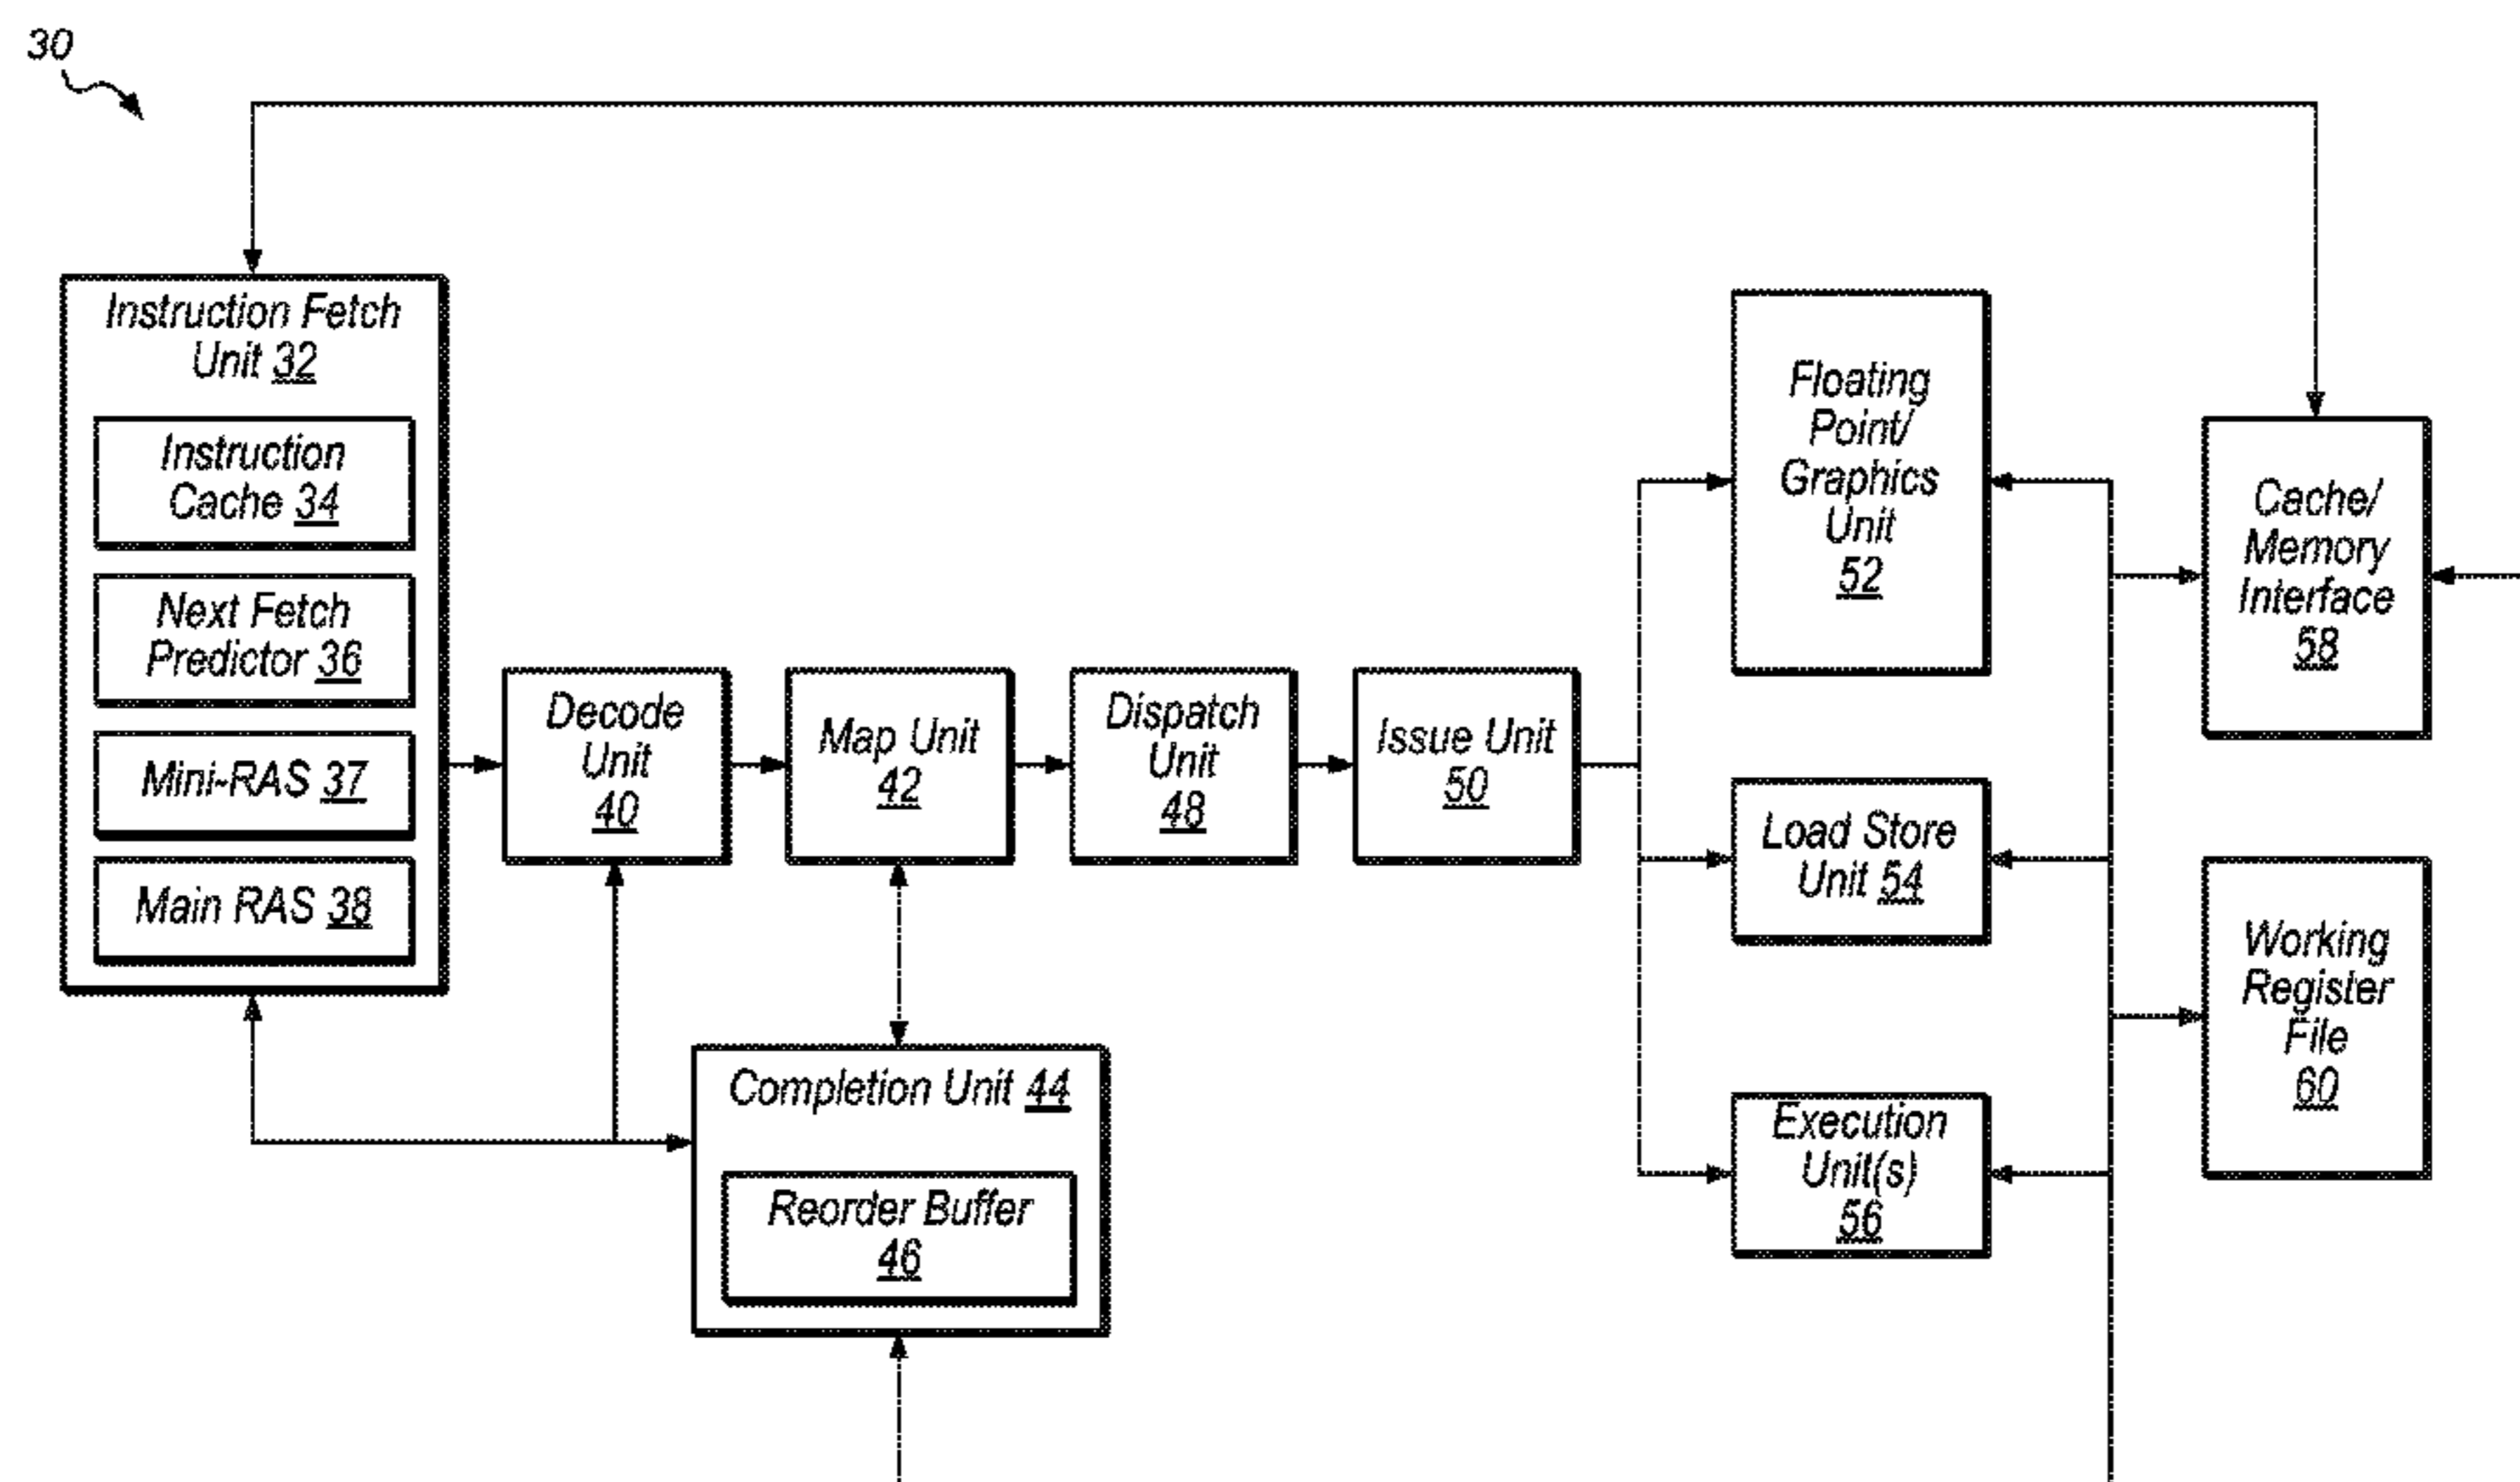 30
Instruction Fetch
Unit 32
Instruction
Cache 34
Next Fetch
Predictor 36
Mini-RAS 37
Main RAS 38
Decode
Unit
40
Map Unit
42
Dispatch
Unit
48
Issue Unit
50
Completion Unit 44
Reorder Buffer
46
Floating
Point/
Graphics
Unit
52
Load Store
Unit 54
Execution
Unit(s)
56
Cache/
Memory
Interface
58
Working
Register
File
60